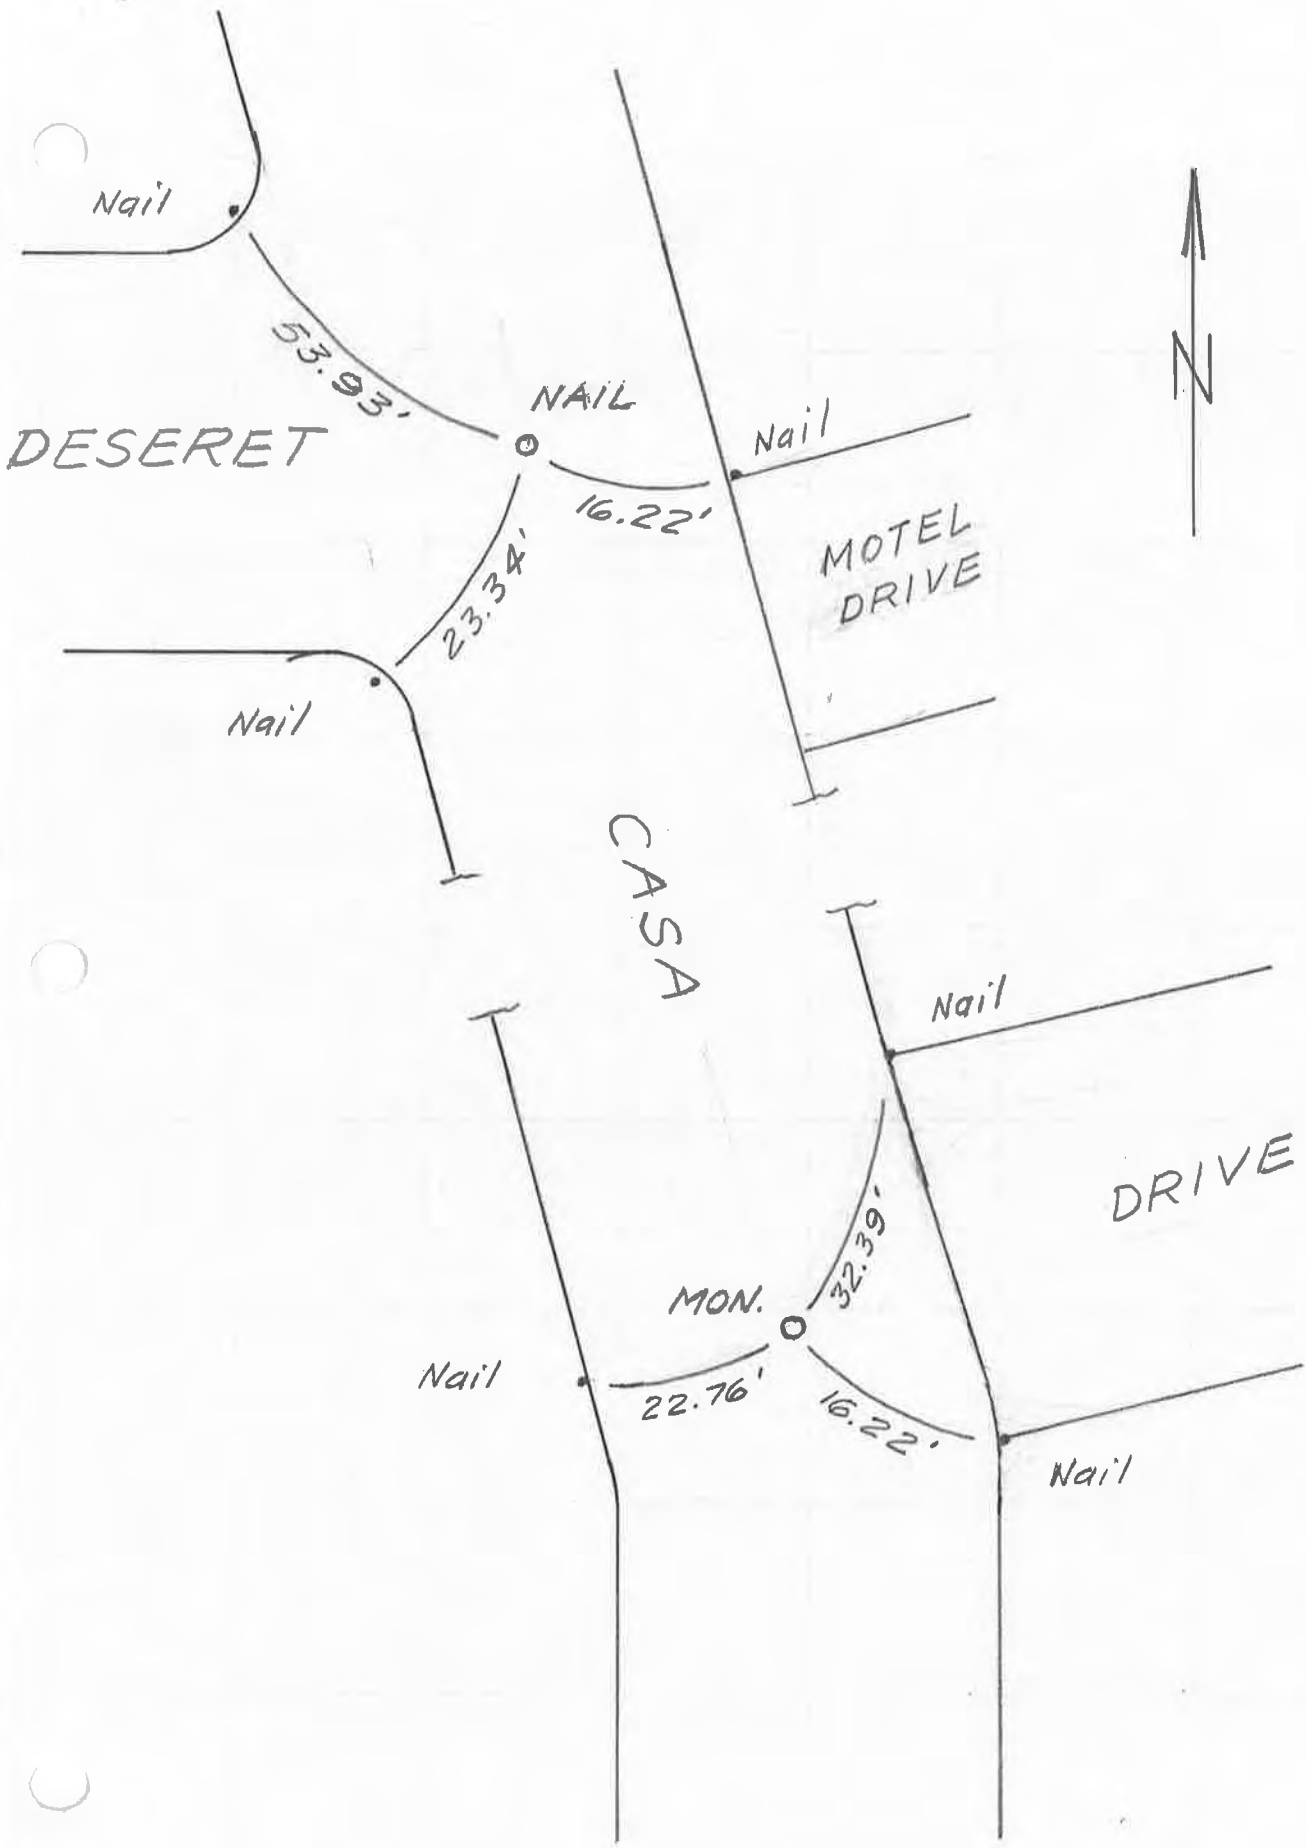 Nail
53.93'
NAIL
N
DESERET
Nail
16.22'
23.34'
MOTEL
DRIVE
Nail
CASA
Nail
DRIVE
32.39'
MON.
Nail
22.76'
16.22'
Nail